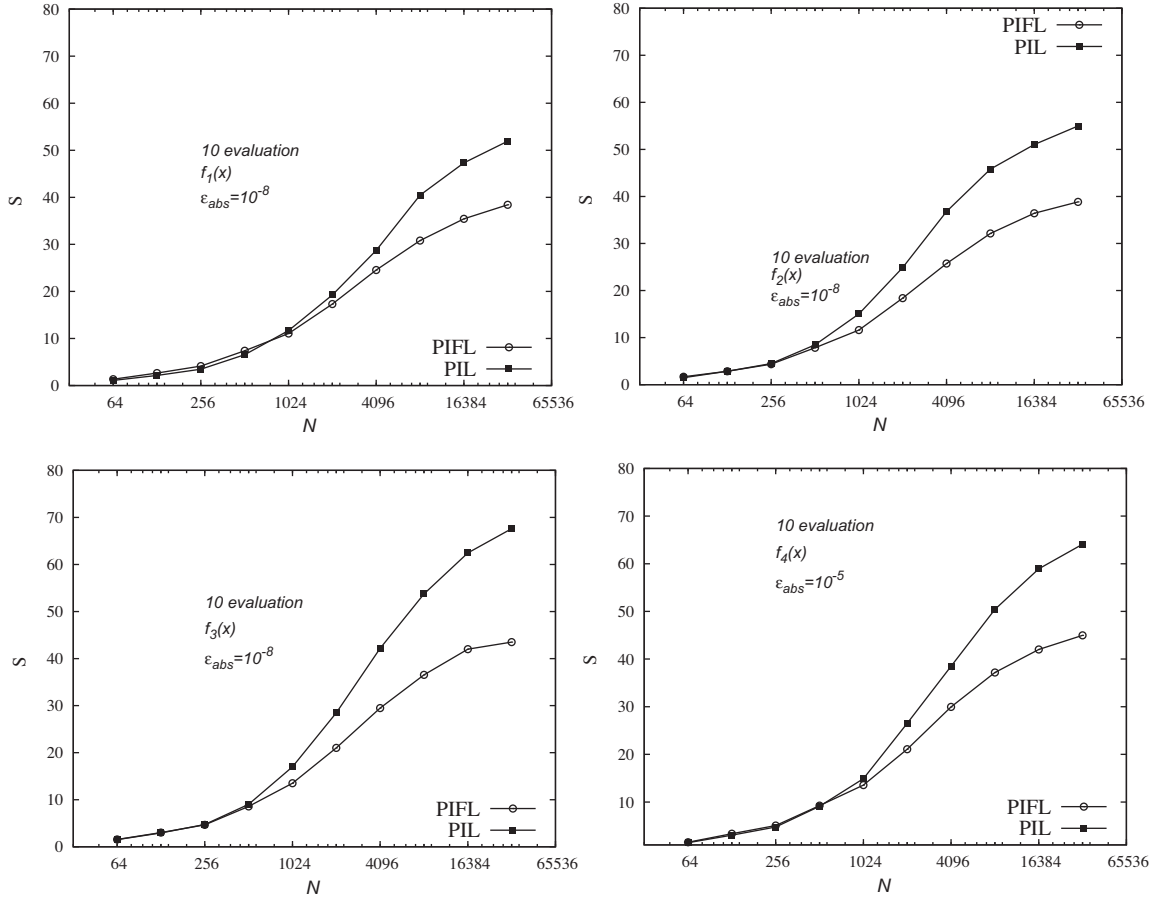 80
70
60
50
40
30
20
10
0
S
10 evaluation
f₁(x)
εabs=10⁻⁸
PIFL
PIL
64 256 1024 4096 16384 65536
N
80
70
60
50
40
30
20
10
0
S
PIFL
PIL
10 evaluation
f₂(x)
εabs=10⁻⁸
64 256 1024 4096 16384 65536
N
80
70
60
50
40
30
20
10
0
S
10 evaluation
f₃(x)
εabs=10⁻⁸
PIFL
PIL
64 256 1024 4096 16384 65536
N
80
70
60
50
40
30
20
10
S
10 evaluation
f₄(x)
εabs=10⁻⁵
PIFL
PIL
64 256 1024 4096 16384 65536
N